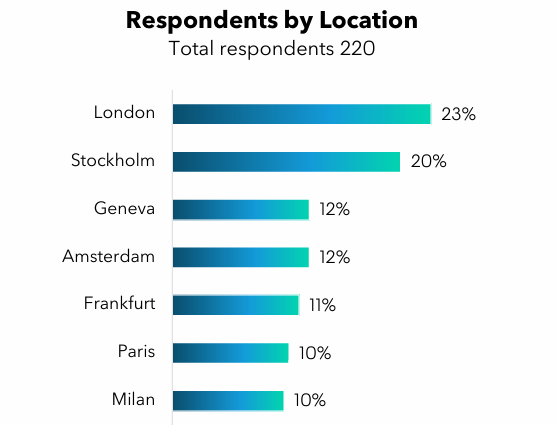 Respondents by Location
Total respondents 220
London 23%
Stockholm 20%
Geneva 12%
Amsterdam 12%
Frankfurt 11%
Paris 10%
Milan 10%